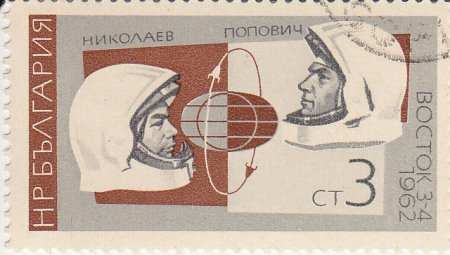 НИКОЛАЕВ
ПОПОВИЧ
НР БЪЛГАРИЯ
ВОСТОК 3-4
1962
СТ 3